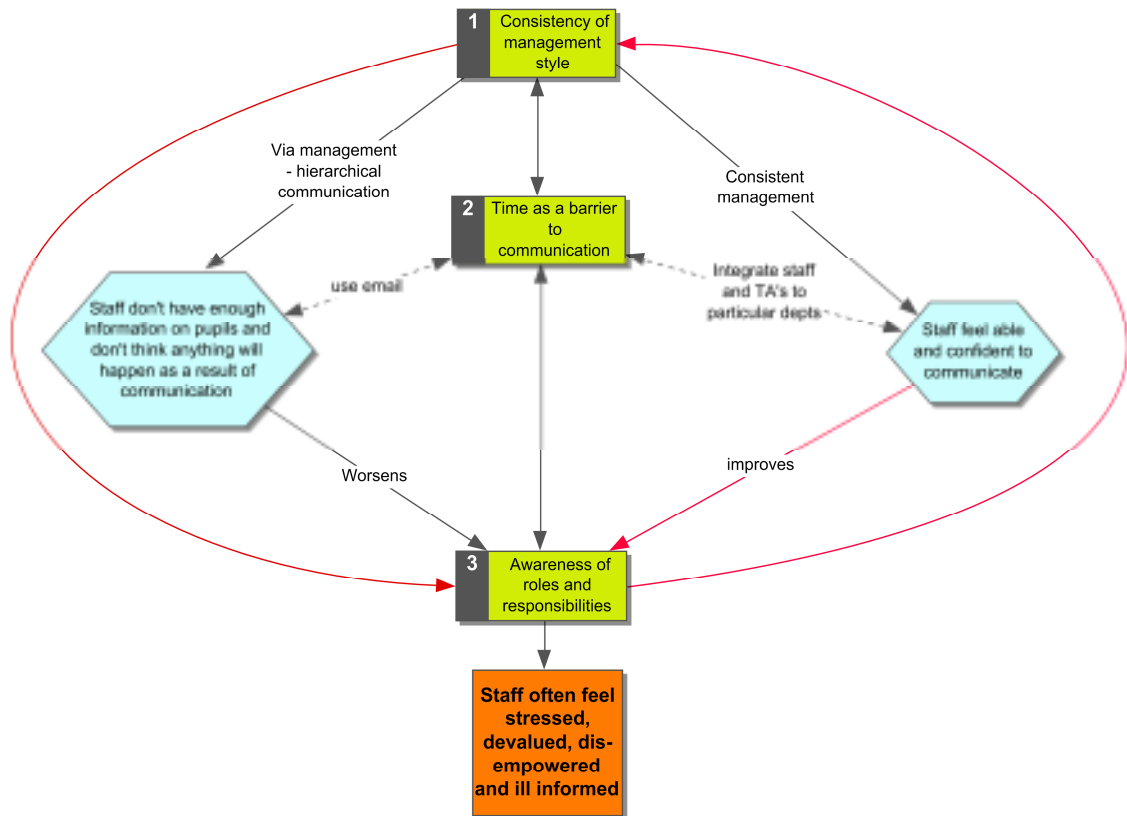 1
Consistency of
management
style
Via management
- hierarchical
communication
Consistent
management
2
Time as a barrier
to
communication
use email
Integrate staff
and TA's to
particular depts
Staff don't have enough
information on pupils and
don't think anything will
happen as a result of
communication
Staff feel able
and confident to
communicate
Worsens
improves
3
Awareness of
roles and
responsibilities
Staff often feel
stressed,
devalued, dis-
empowered
and ill informed